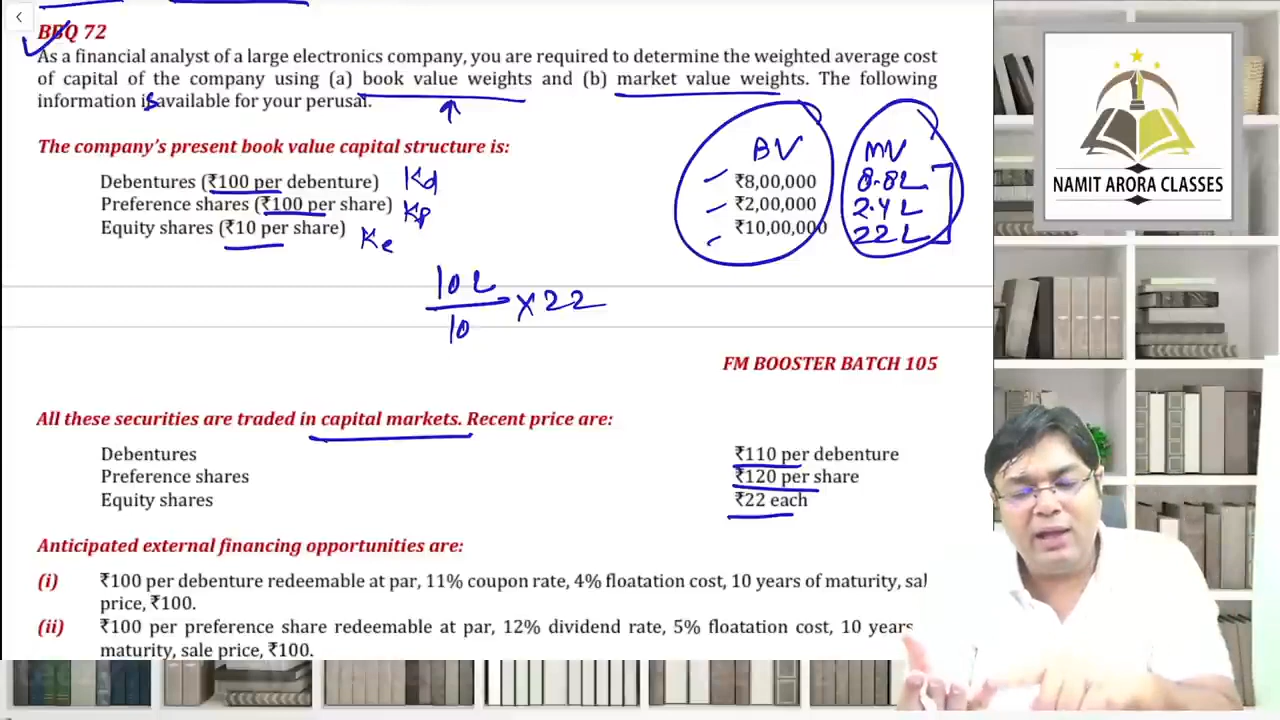 BBQ 72
As a financial analyst of a large electronics company, you are required to determine the weighted average cost
of capital of the company using (a) book value weights and (b) market value weights. The following
information is available for your perusal.
The company's present book value capital structure is:
BV MV
Debentures (₹100 per debenture) Kd ₹8,00,000 8.8L
Preference shares (₹100 per share) Kp ₹2,00,000 2.4L
Equity shares (₹10 per share) Ke ₹10,00,000 22L
10L
10
×22
FM BOOSTER BATCH 105
All these securities are traded in capital markets. Recent price are:
Debentures ₹110 per debenture
Preference shares ₹120 per share
Equity shares ₹22 each
Anticipated external financing opportunities are:
(i) ₹100 per debenture redeemable at par, 11% coupon rate, 4% floatation cost, 10 years of maturity, sal
price, ₹100.
(ii) ₹100 per preference share redeemable at par, 12% dividend rate, 5% floatation cost, 10 years
maturity, sale price, ₹100.
NAMIT ARORA CLASSES